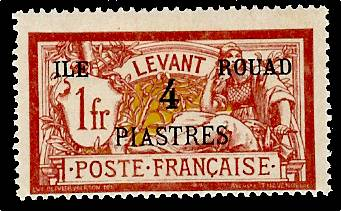 LEVANT
ILE ROUAD
1fr 4
PIASTRES
·POSTE·FRANÇAISE·